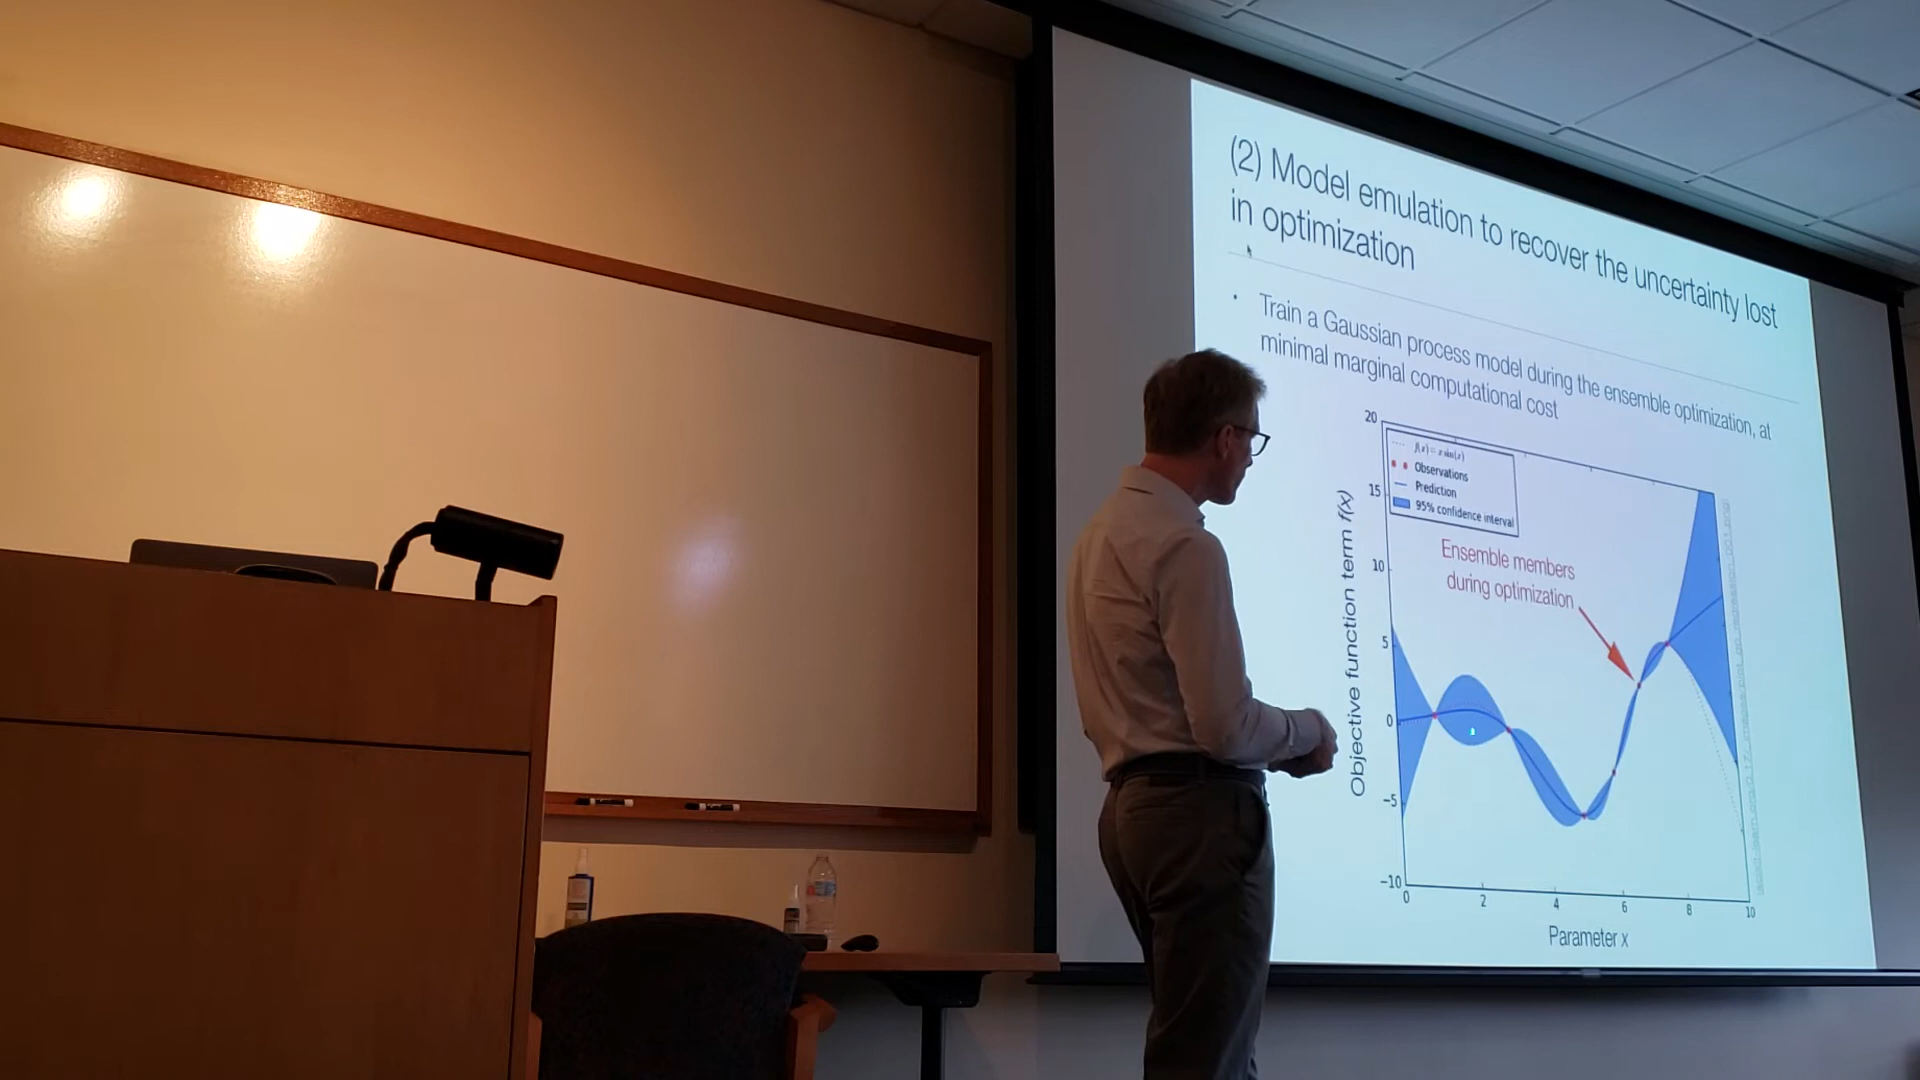 (2) Model emulation to recover the uncertainty lost
in optimization
• Train a Gaussian process model during the ensemble optimization, at
minimal marginal computational cost
20
15
10
5
0
−5
−10
0
2
4
6
8
10
Objective function term f(x)
f(x) = x sin(x)
Observations
Prediction
95% confidence interval
Ensemble members
during optimization
Parameter x